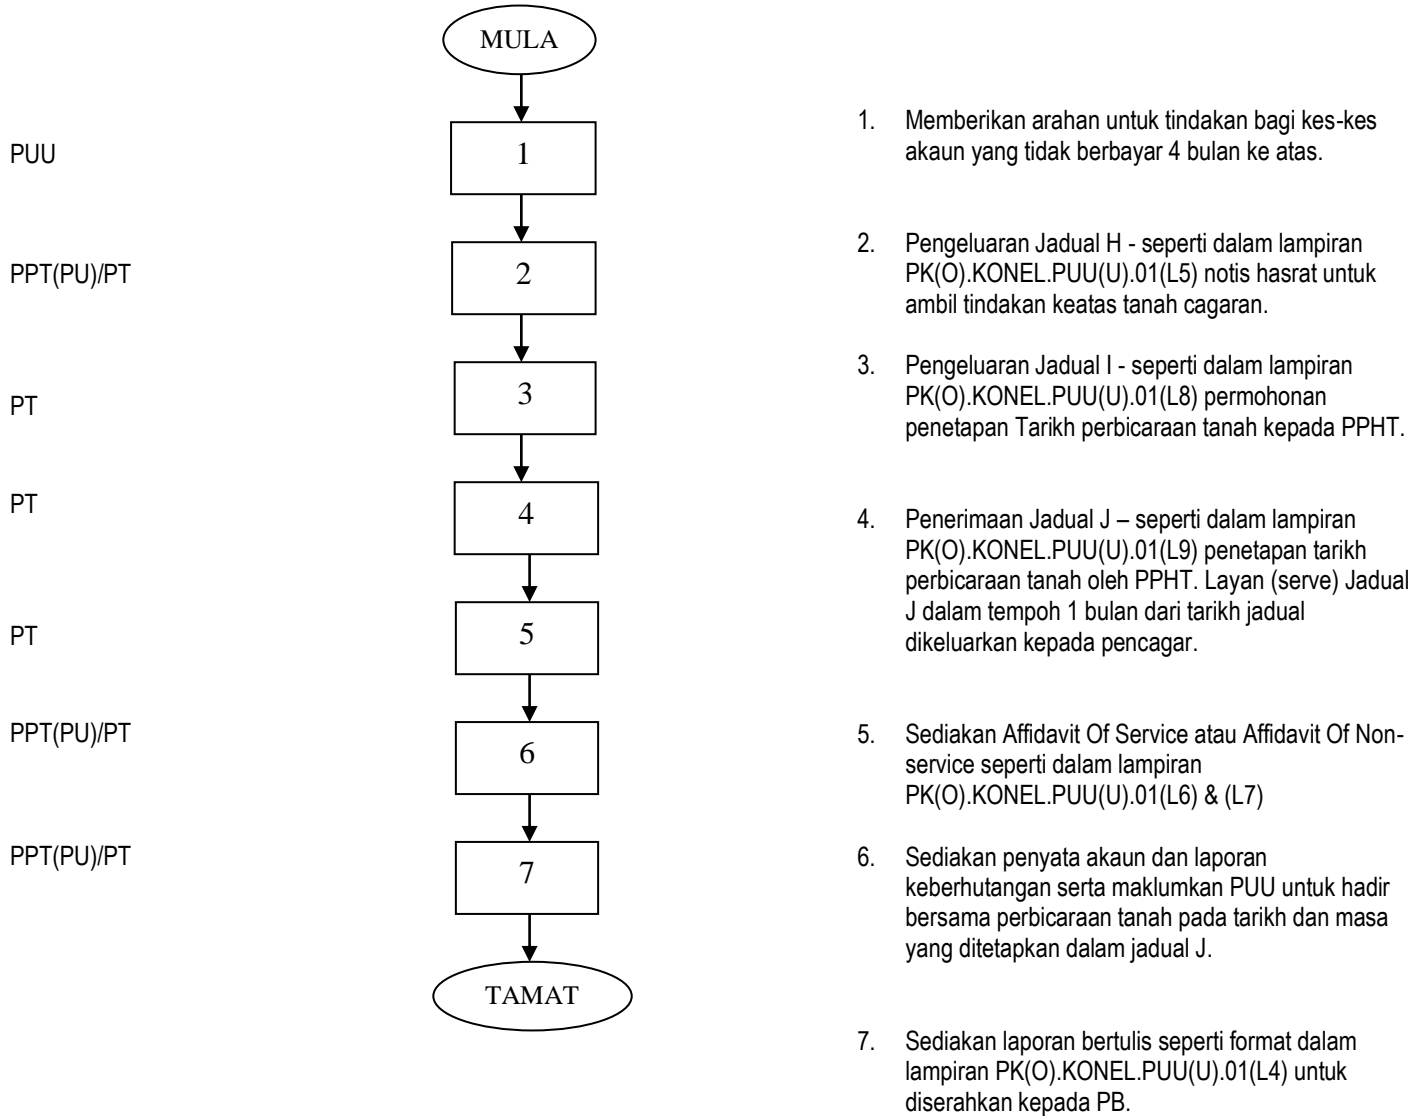 MULA
PUU
1
1. Memberikan arahan untuk tindakan bagi kes-kes
akaun yang tidak berbayar 4 bulan ke atas.
PPT(PU)/PT
2
2. Pengeluaran Jadual H - seperti dalam lampiran
PK(O).KONEL.PUU(U).01(L5) notis hasrat untuk
ambil tindakan keatas tanah cagaran.
PT
3
3. Pengeluaran Jadual I - seperti dalam lampiran
PK(O).KONEL.PUU(U).01(L8) permohonan
penetapan Tarikh perbicaraan tanah kepada PPHT.
PT
4
4. Penerimaan Jadual J – seperti dalam lampiran
PK(O).KONEL.PUU(U).01(L9) penetapan tarikh
perbicaraan tanah oleh PPHT. Layan (serve) Jadual
J dalam tempoh 1 bulan dari tarikh jadual
dikeluarkan kepada pencagar.
PT
5
5. Sediakan Affidavit Of Service atau Affidavit Of Non-
service seperti dalam lampiran
PK(O).KONEL.PUU(U).01(L6) & (L7)
PPT(PU)/PT
6
6. Sediakan penyata akaun dan laporan
keberhutangan serta maklumkan PUU untuk hadir
bersama perbicaraan tanah pada tarikh dan masa
yang ditetapkan dalam jadual J.
PPT(PU)/PT
7
7. Sediakan laporan bertulis seperti format dalam
lampiran PK(O).KONEL.PUU(U).01(L4) untuk
diserahkan kepada PB.
TAMAT